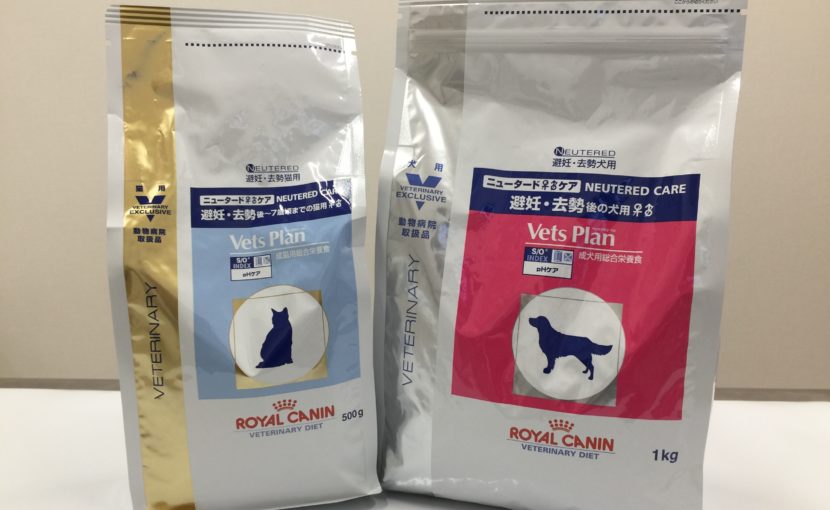 猫用
VETERINARY
EXCLUSIVE
動物病院
取扱品
VETERINARY
NEUTERED
避妊・去勢猫用
ニュータード♀♂ケア NEUTERED CARE
避妊・去勢後〜7歳頃までの猫用♀♂
Vets Plan
S/O
INDEX
pHケア
成猫用総合栄養食
ROYAL CANIN
VETERINARY DIET
500g
犬用
VETERINARY
EXCLUSIVE
動物病院
取扱品
VETERINARY
NEUTERED
避妊・去勢犬用
ニュータード♀♂ケア NEUTERED CARE
避妊・去勢後の犬用♀♂
Vets Plan
S/O
INDEX
pHケア
成犬用総合栄養食
ROYAL CANIN
VETERINARY DIET
1kg